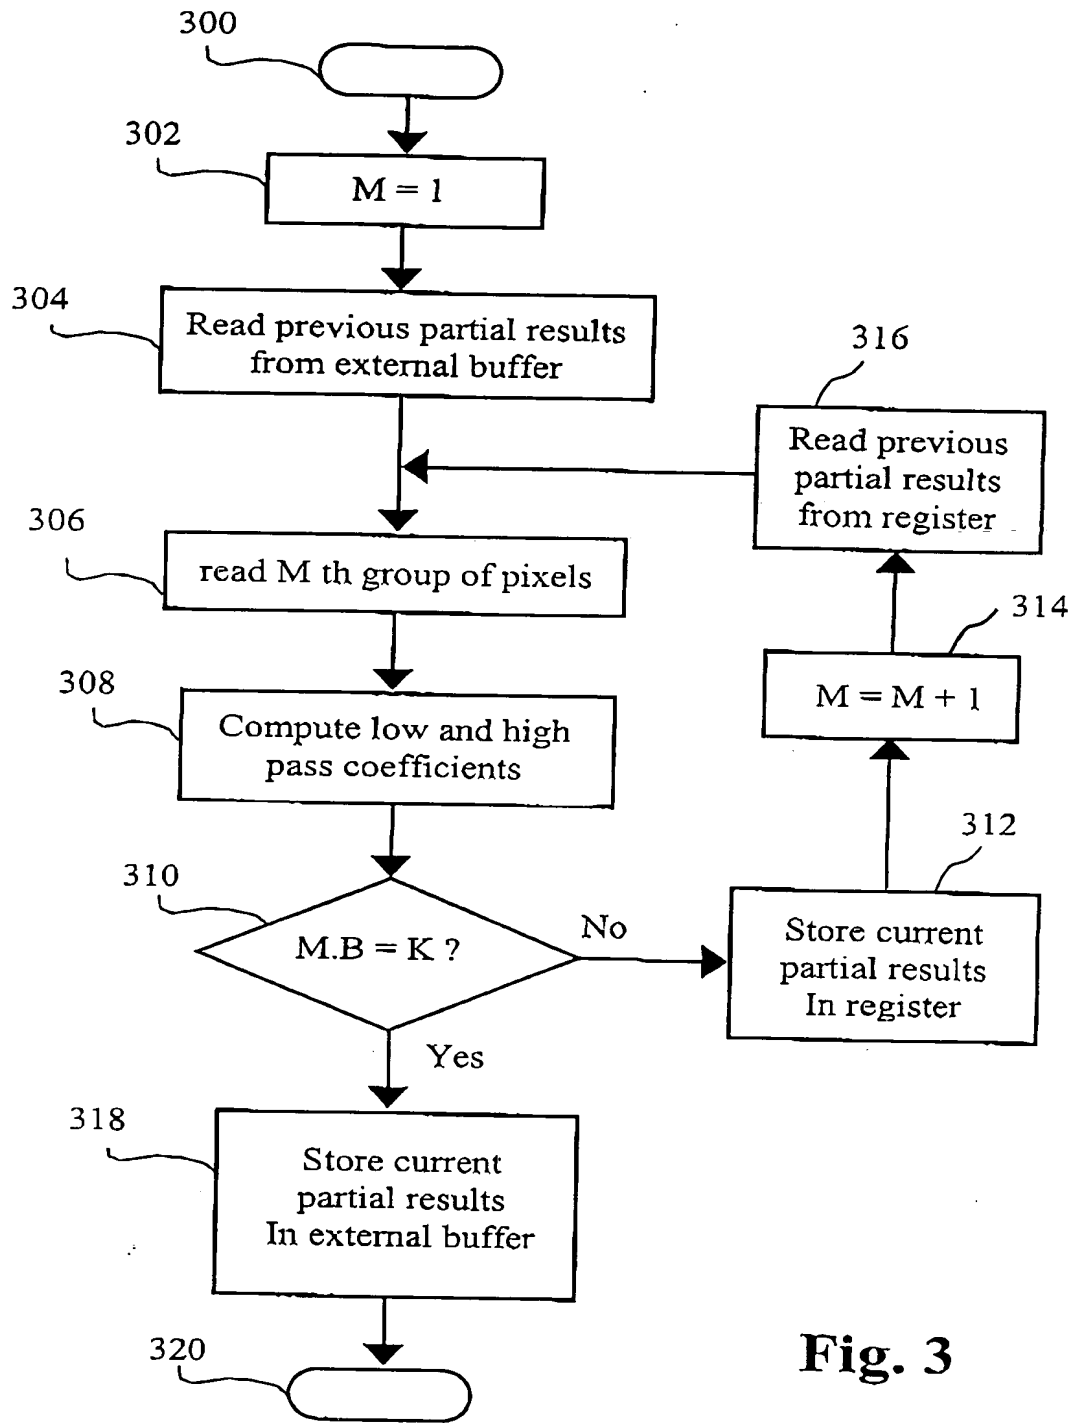 300
302
M = 1
304
Read previous partial results
from external buffer
316
Read previous
partial results
from register
306
read M th group of pixels
314
M = M + 1
308
Compute low and high
pass coefficients
312
310
M.B = K ?
No
Store current
partial results
In register
Yes
318
Store current
partial results
In external buffer
320
Fig. 3